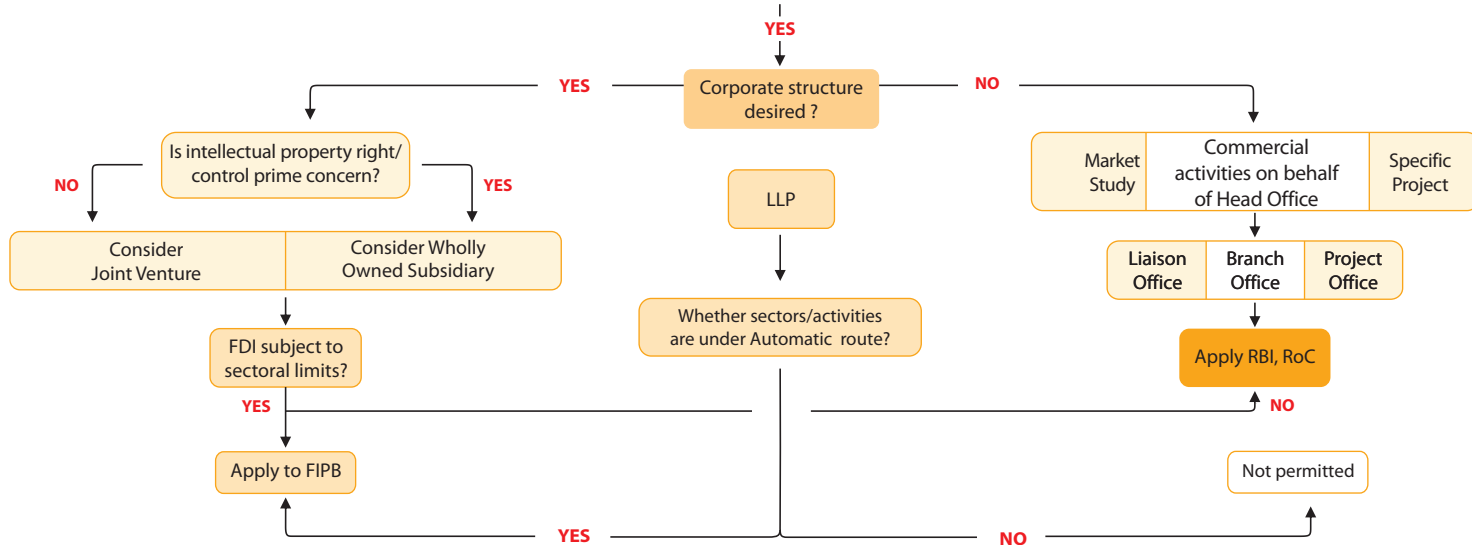 YES
Corporate structure
desired ?
YES
NO
Is intellectual property right/
control prime concern?
NO
YES
Consider
Joint Venture
Consider Wholly
Owned Subsidiary
FDI subject to
sectoral limits?
YES
Apply to FIPB
LLP
Whether sectors/activities
are under Automatic route?
YES
NO
Market
Study
Commercial
activities on behalf
of Head Office
Specific
Project
Liaison
Office
Branch
Office
Project
Office
Apply RBI, RoC
NO
Not permitted